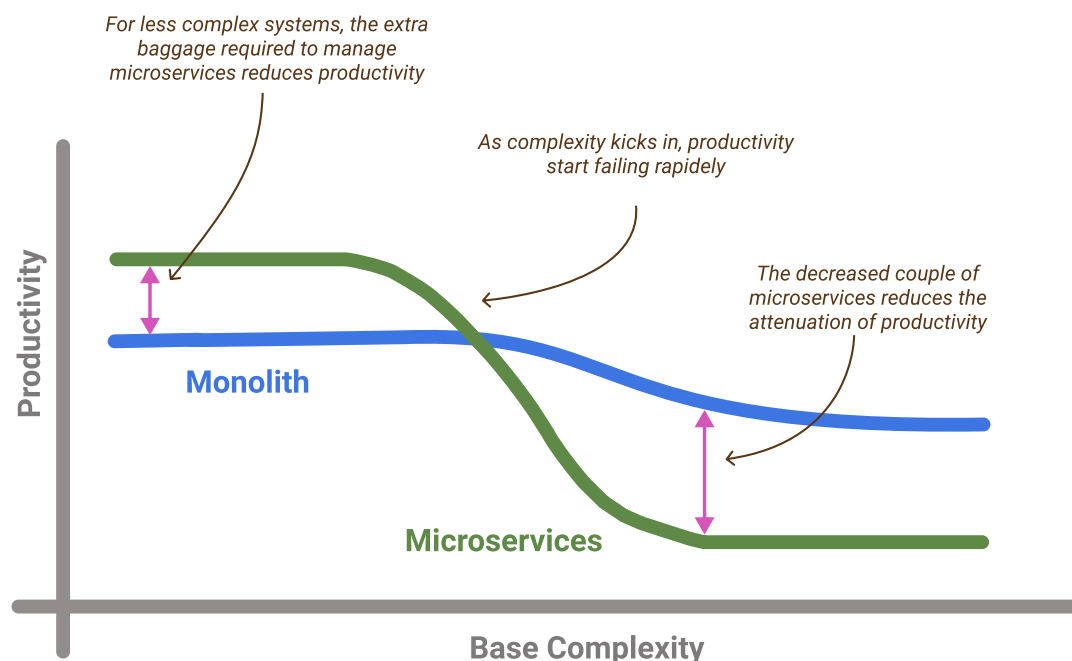 For less complex systems, the extra
baggage required to manage
microservices reduces productivity
As complexity kicks in, productivity
start failing rapidely
The decreased couple of
microservices reduces the
attenuation of productivity
Productivity
Monolith
Microservices
Base Complexity